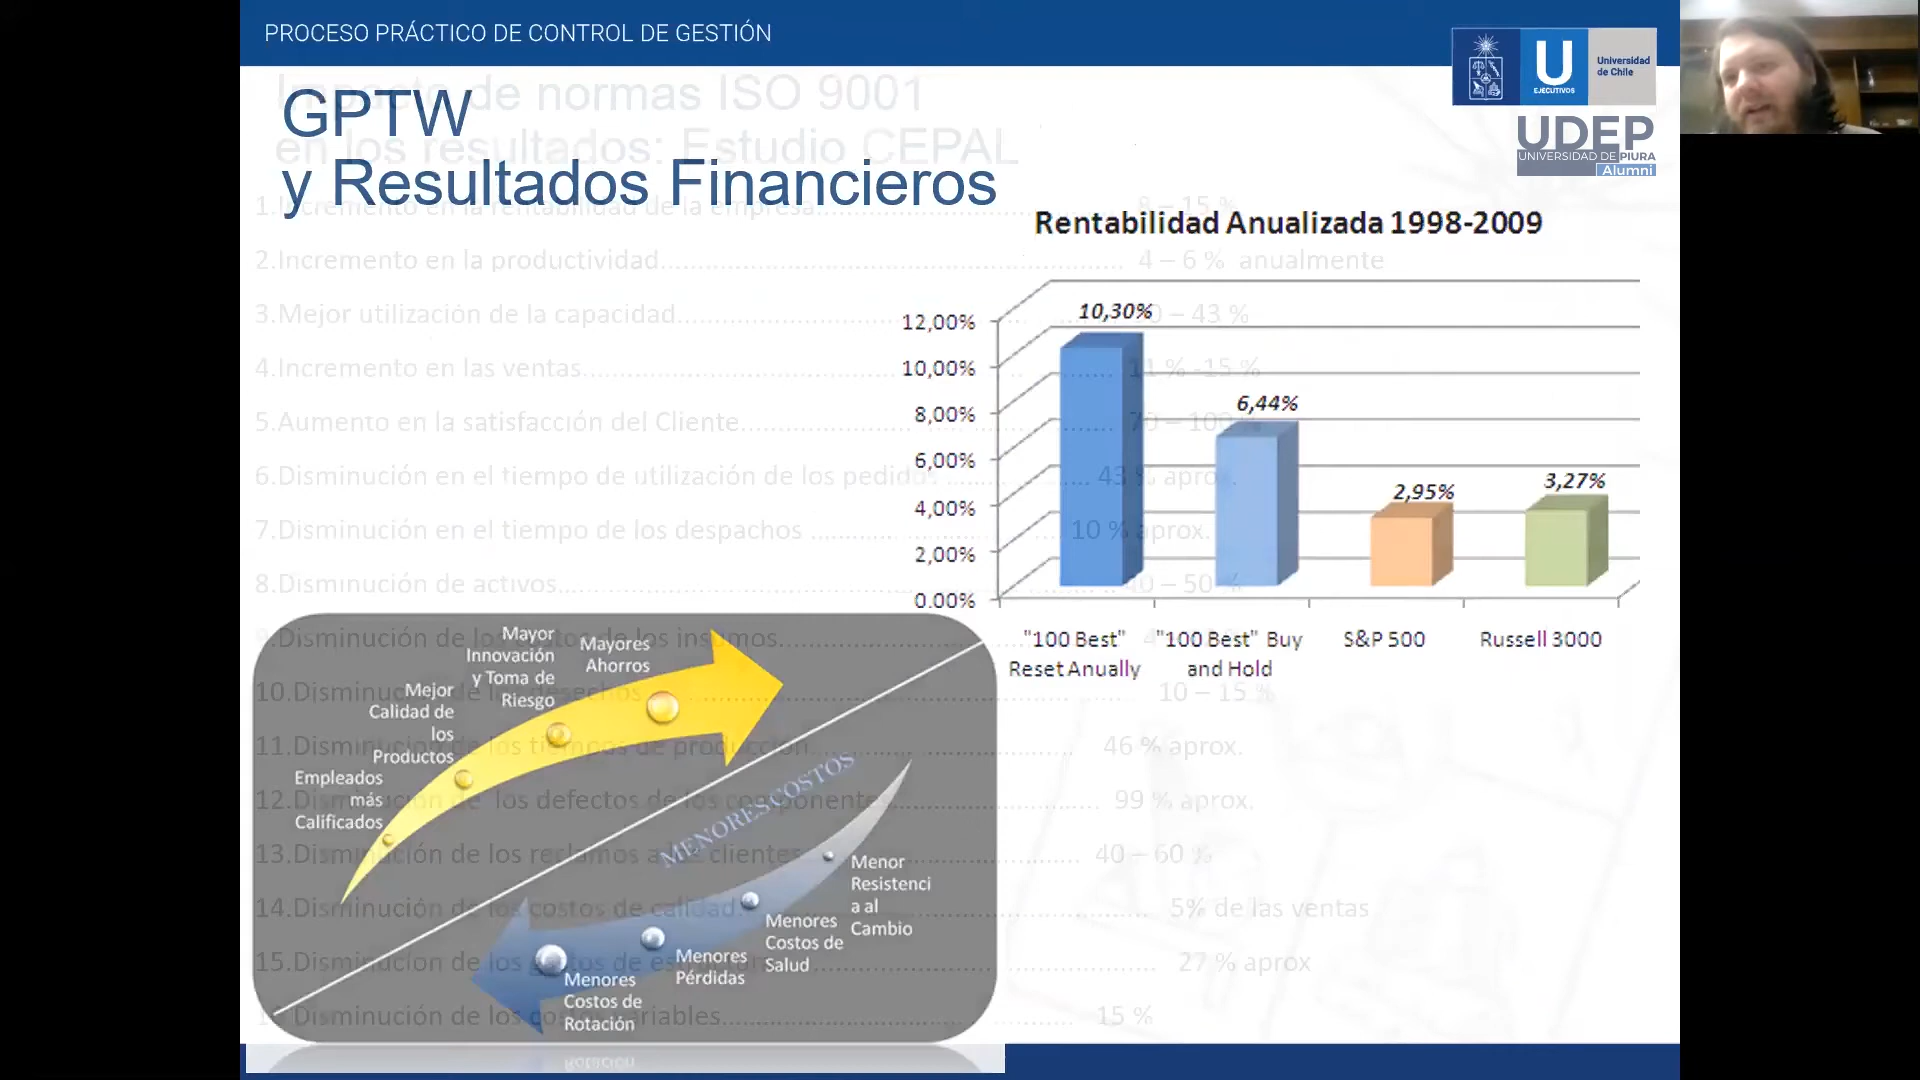 PROCESO PRÁCTICO DE CONTROL DE GESTIÓN
U
EJECUTIVOS
Universidad
de Chile
UDEP
UNIVERSIDAD DE PIURA
Alumni
GPTW
y Resultados Financieros
Impacto de normas ISO 9001
en los resultados: Estudio CEPAL
1.Incremento en la rentabilidad de la empresa 8 – 15 %
2.Incremento en la productividad 4 – 6 % anualmente
3.Mejor utilización de la capacidad – 43 %
4.Incremento en las ventas 11 % -15 %
5.Aumento en la satisfacción del Cliente 70 – 100
6.Disminución en el tiempo de utilización de los pedidos 43 % aprox.
7.Disminución en el tiempo de los despachos 10 % aprox.
8.Disminución de activos – 50 %
9.Disminución de los de los insumos
10.Disminución de los desechos 10 – 15 %
11.Disminución de los tiempos de producción 46 % aprox.
12.Disminución de los defectos de los componentes 99 % aprox.
13.Disminución de los reclamos de clientes 40 – 60 %
14.Disminución de los costos de calidad 5% de las ventas
15.Disminución de los 27 % aprox
Disminución de los costos variables 15 %
Rentabilidad Anualizada 1998-2009
12,00%
10,00%
8,00%
6,00%
4,00%
2,00%
0.00%
10,30%
6,44%
2,95%
3,27%
"100 Best"
Reset Anually
"100 Best" Buy
and Hold
S&P 500
Russell 3000
Empleados
más
Calificados
Mejor
Calidad de
los
Productos
Mayor
Innovación
y Toma de
Riesgo
Mayores
Ahorros
MENORES COSTOS
Menor
Resistenci
a al
Cambio
Menores
Costos de
Salud
Menores
Pérdidas
Menores
Costos de
Rotación